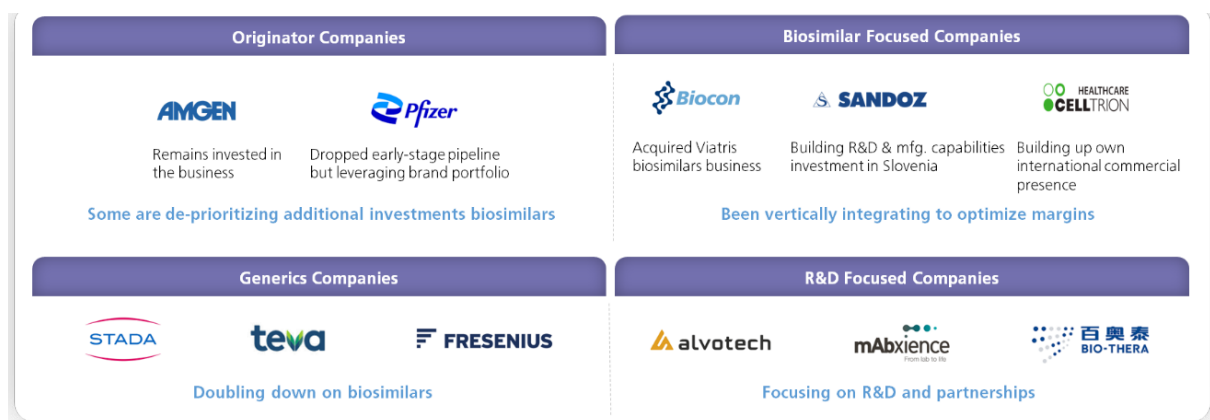 Originator Companies
AMGEN
Pfizer
Remains invested in
the business
Dropped early-stage pipeline
but leveraging brand portfolio
Some are de-prioritizing additional investments biosimilars
Biosimilar Focused Companies
Biocon
SANDOZ
HEALTHCARE
CELLTRION
Acquired Viatris
biosimilars business
Building R&D & mfg. capabilities
investment in Slovenia
Building up own
international commercial
presence
Been vertically integrating to optimize margins
Generics Companies
STADA
teva
FRESENIUS
Doubling down on biosimilars
R&D Focused Companies
alvotech
mAbxience
From lab to life
百奥泰
BIO-THERA
Focusing on R&D and partnerships